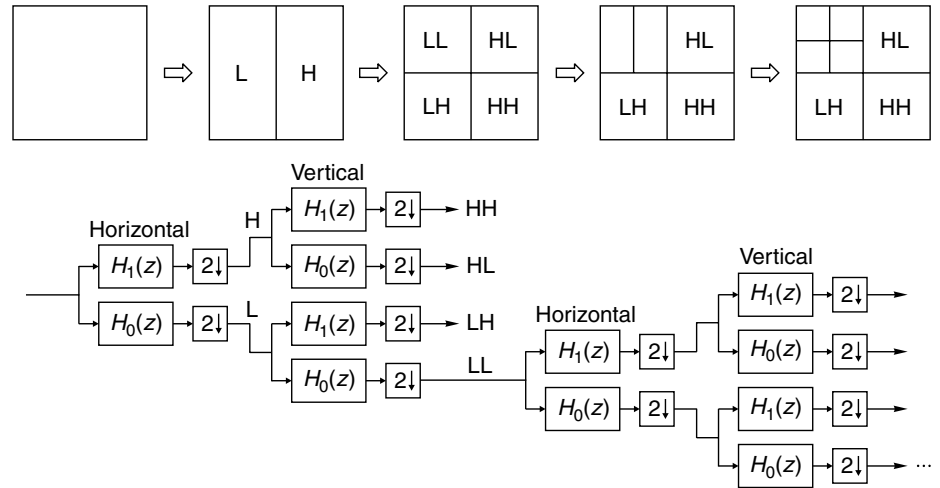 L H
LL HL
LH HH
HL
LH HH
HL
LH HH
Vertical
H₁(z) 2↓ HH
H
Horizontal
H₁(z) 2↓
H₀(z) 2↓ HL
H₀(z) 2↓
L
H₁(z) 2↓ LH
H₀(z) 2↓ LL
Horizontal
H₁(z) 2↓
H₀(z) 2↓
Vertical
H₁(z) 2↓
H₀(z) 2↓
H₁(z) 2↓
H₀(z) 2↓ ...